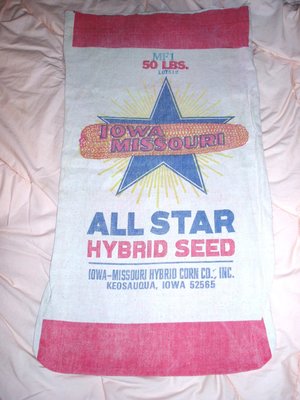 MF1
50 LBS.
IOWA
MISSOURI
ALL STAR
HYBRID SEED
IOWA-MISSOURI HYBRID CORN CO., INC.
KEOSAUQUA, IOWA 52565